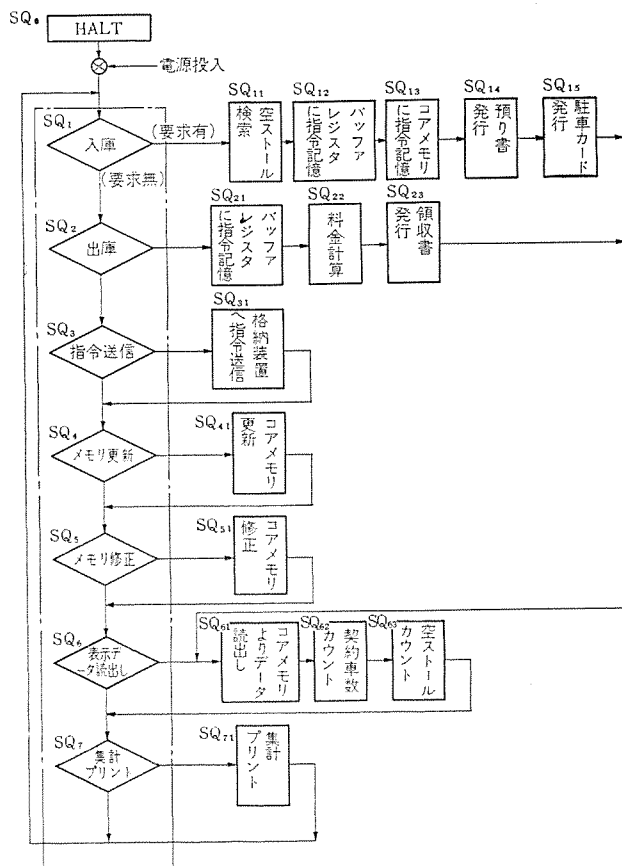 SQ₀
HALT
電源投入
SQ₁
入庫
(要求有)
(要求無)
SQ₁₁
空ストール
検索
SQ₁₂
バッファ
レジスタ
に指令記憶
SQ₁₃
コアメモリ
に指令記憶
SQ₁₄
預り書
発行
SQ₁₅
駐車カード
発行
SQ₂
出庫
SQ₂₁
バッファ
レジスタ
に指令記憶
SQ₂₂
料金計算
SQ₂₃
領収書
発行
SQ₃
指令送信
SQ₃₁
格納装置
へ指令送信
SQ₄
メモリ更新
SQ₄₁
コアメモリ
更新
SQ₅
メモリ修正
SQ₅₁
コアメモリ
修正
SQ₆
表示デ
ータ読出し
SQ₆₁
コアメモリ
よりデータ
読出し
SQ₆₂
契約車数
カウント
SQ₆₃
空ストール
カウント
SQ₇
集計
プリント
SQ₇₁
集計
プリント